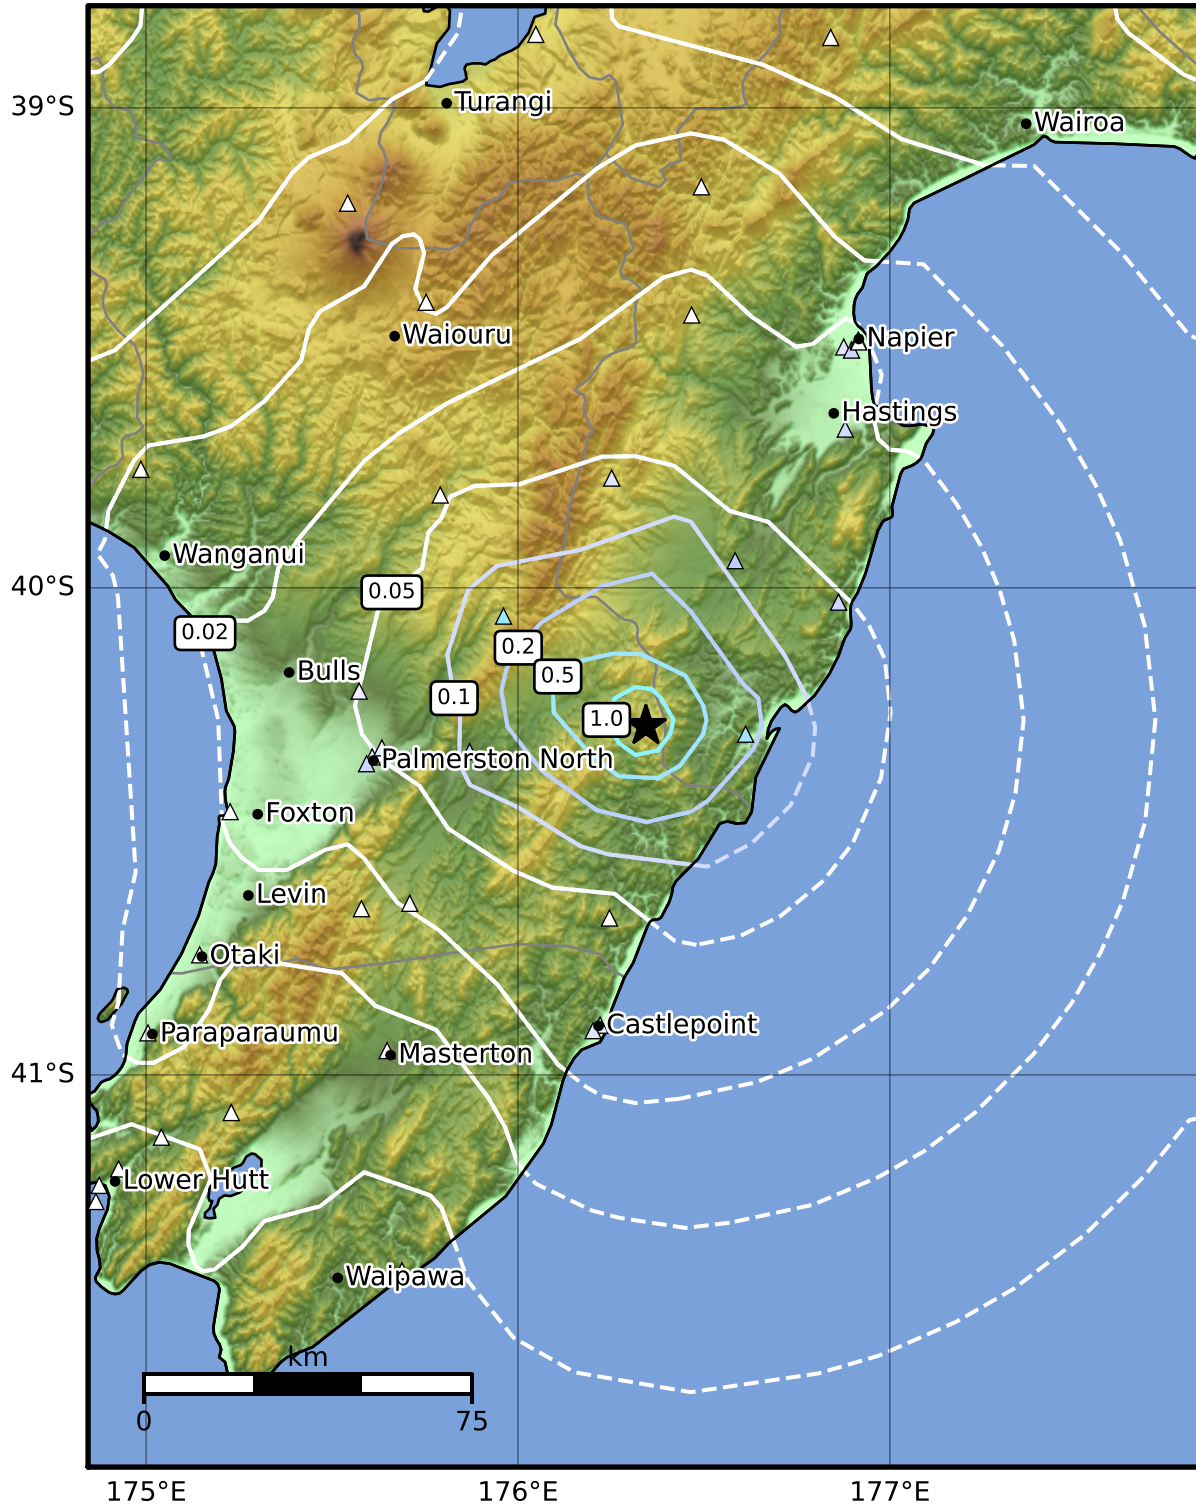 39°S
Turangi
Wairoa
Waiouru
Napier
Hastings
Wanganui
40°S
0.05
0.02
0.2
Bulls
0.5
0.1
1.0
Palmerston North
Foxton
Levin
Otaki
Castlepoint
Paraparaumu
Masterton
41°S
Lower Hutt
Waipawa
km
0
75
175°E
176°E
177°E